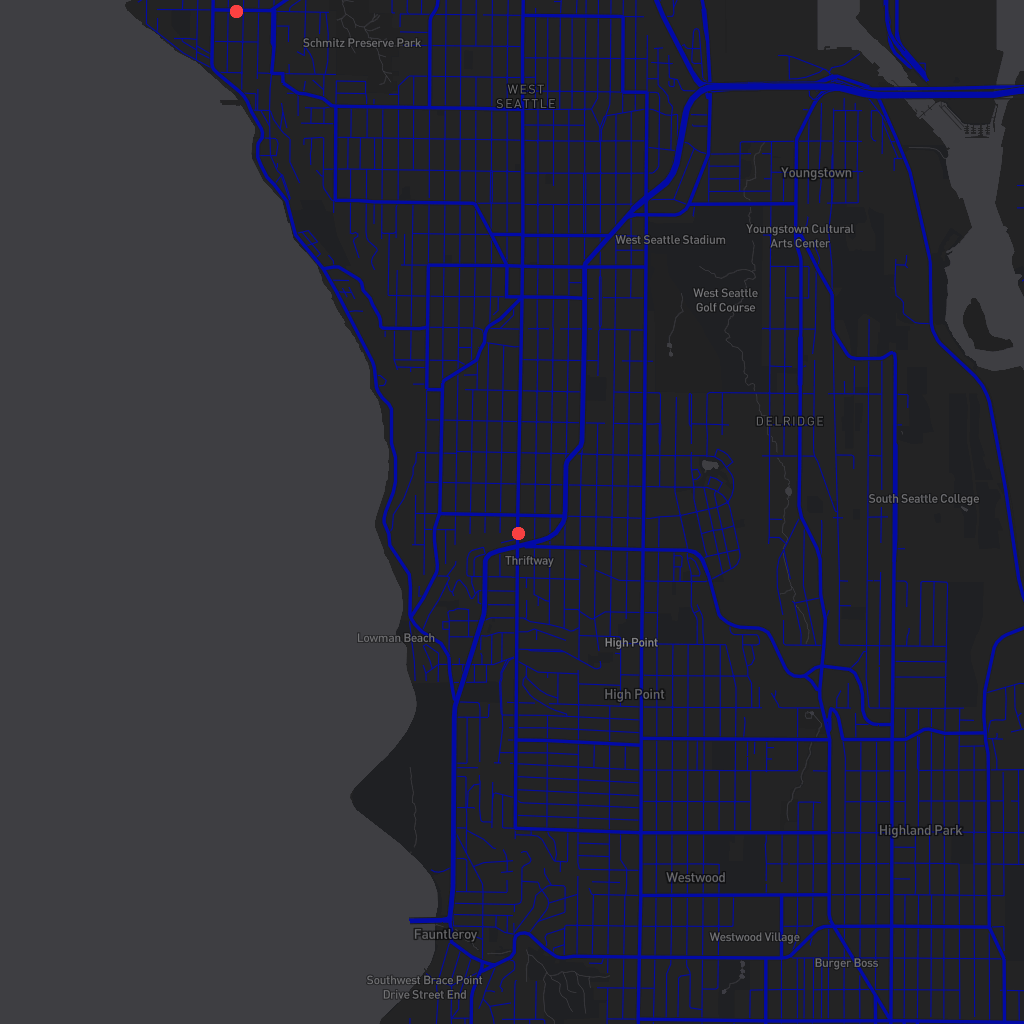 Schmitz Preserve Park
WEST
SEATTLE
Youngstown
Youngstown Cultural
Arts Center
West Seattle Stadium
West Seattle
Golf Course
DELRIDGE
South Seattle College
Thriftway
Lowman Beach
High Point
High Point
Highland Park
Westwood
Fauntleroy
Westwood Village
Burger Boss
Southwest Brace Point
Drive Street End